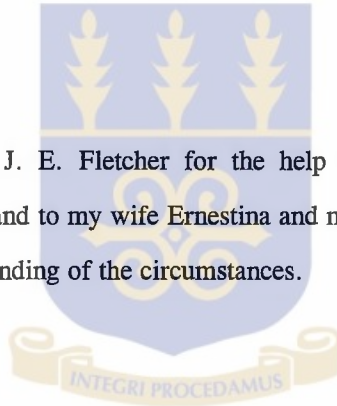 J. E. Fletcher for the help
and to my wife Ernestina and
nding of the circumstances.
INTEGRI PROCEDAMUS